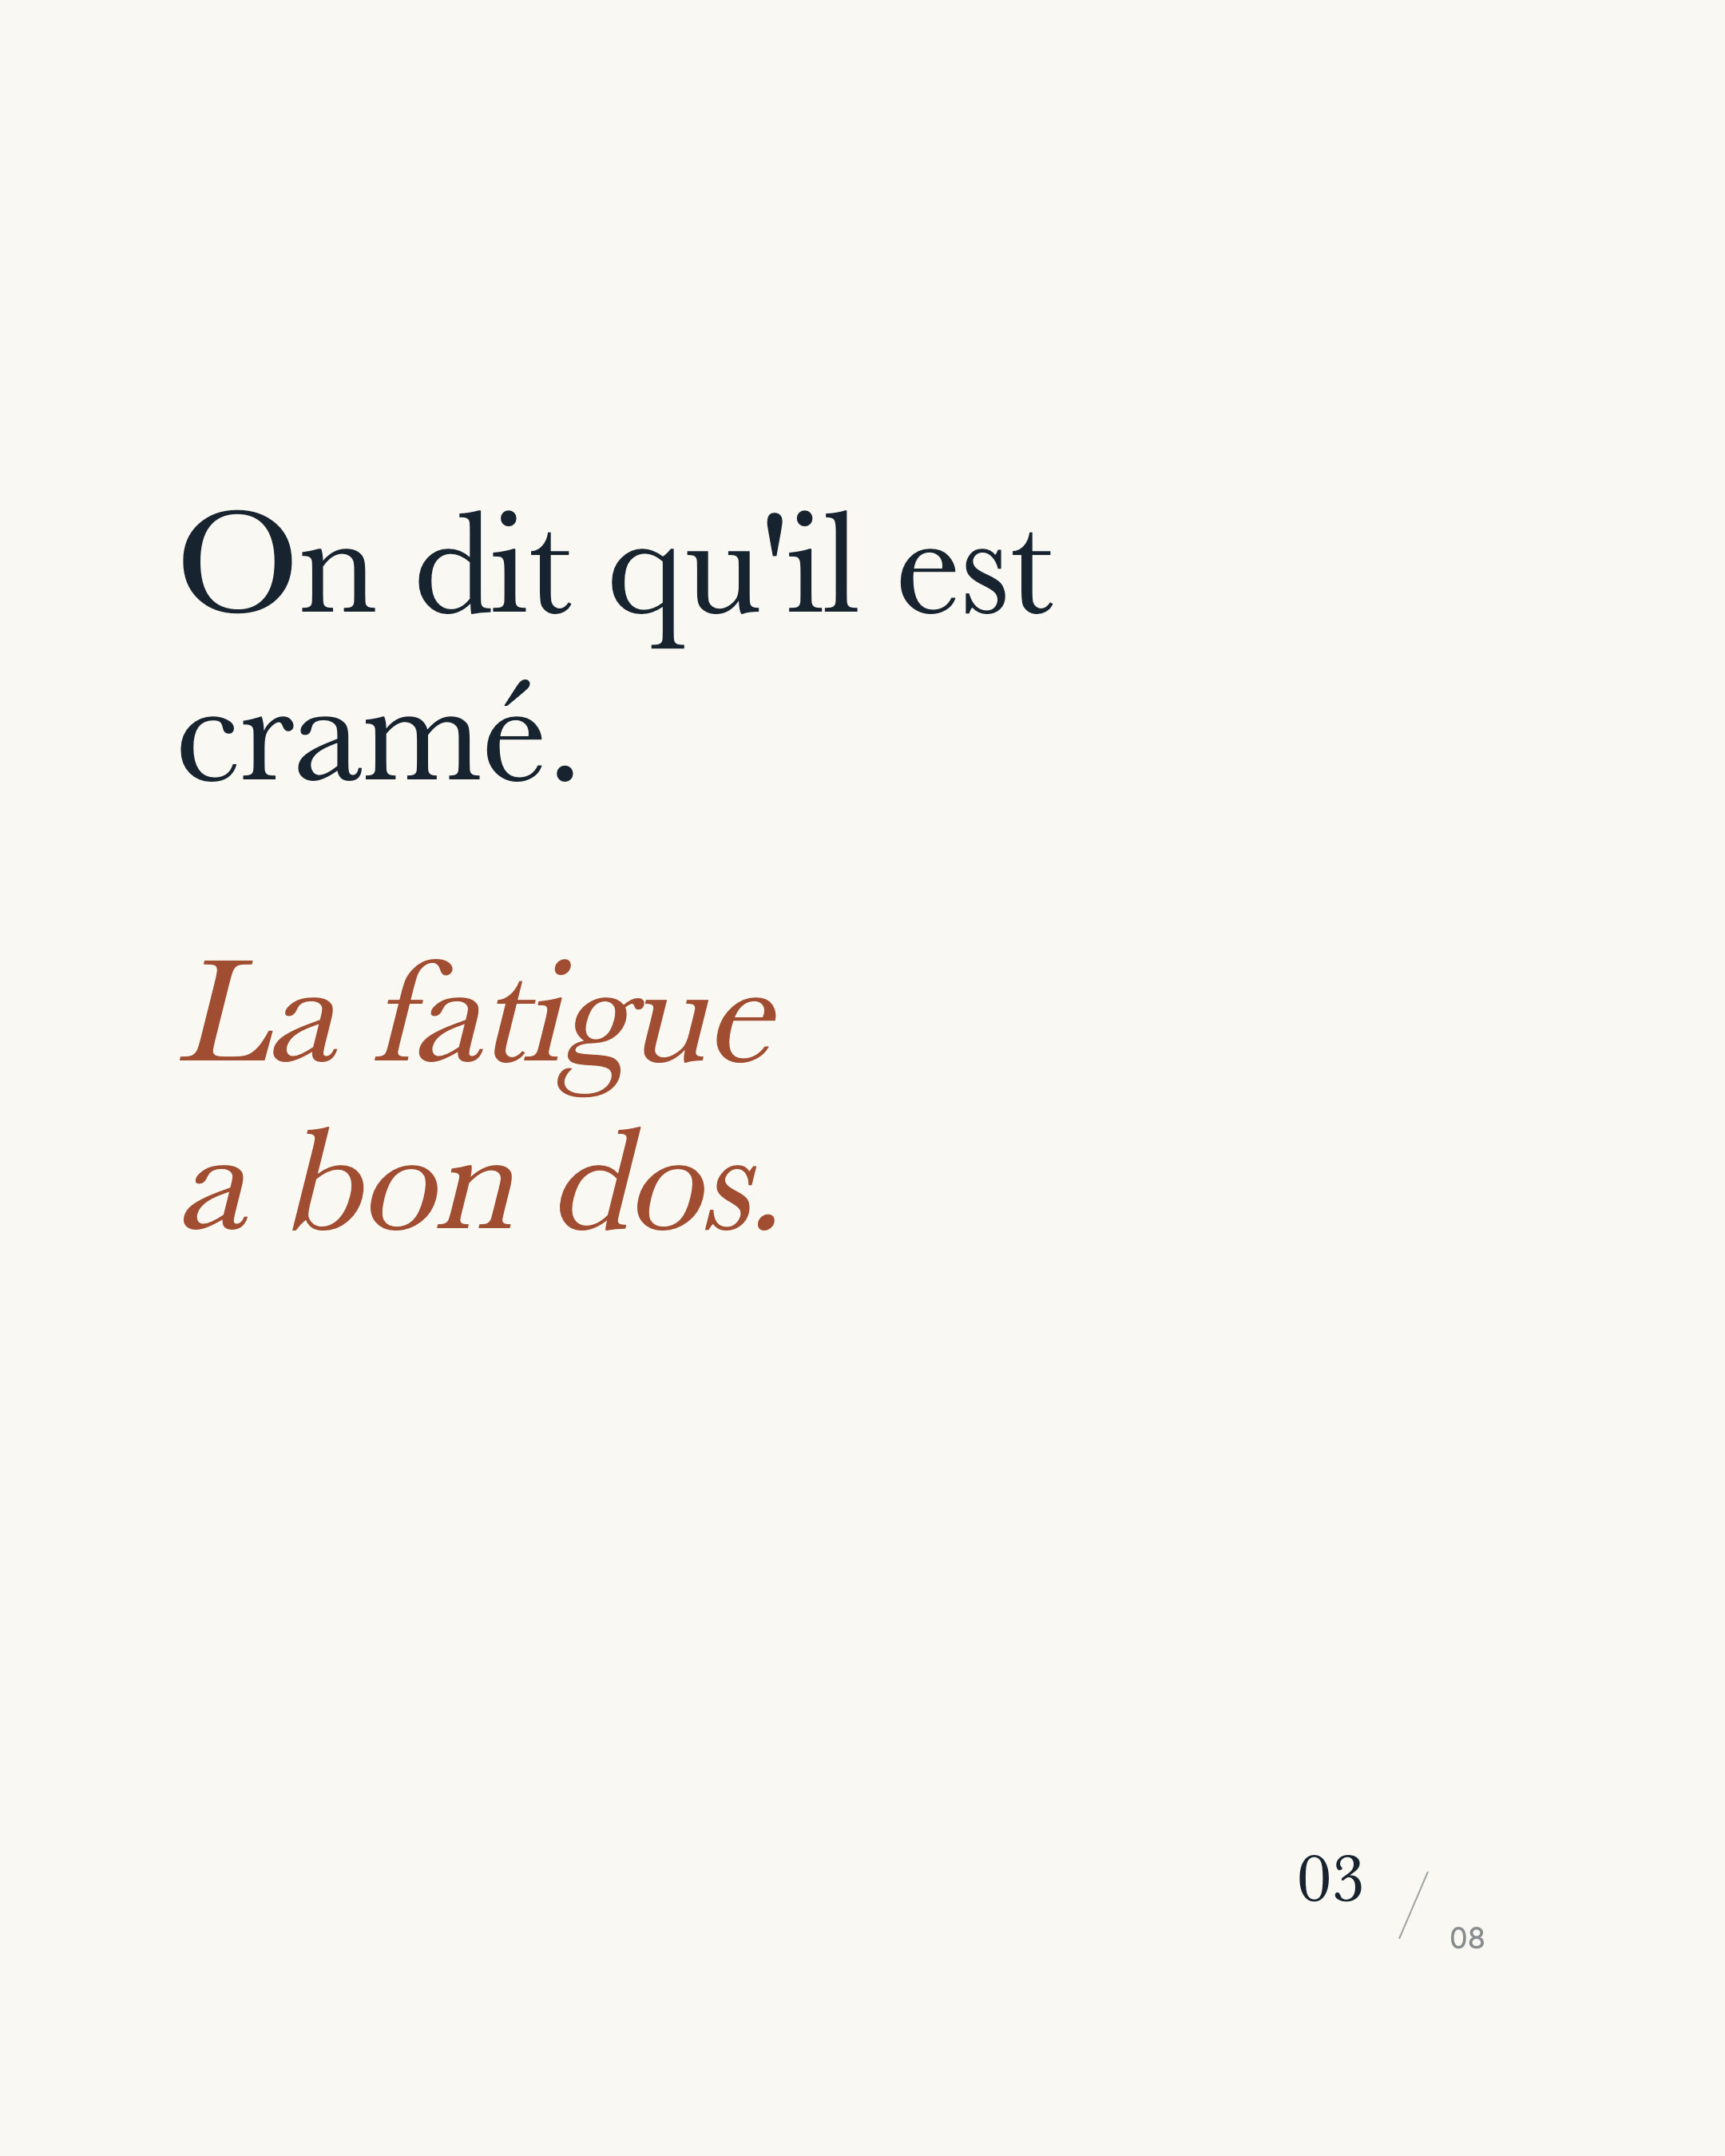 On dit qu'il est
cramé.
La fatigue
a bon dos.
03 / 08